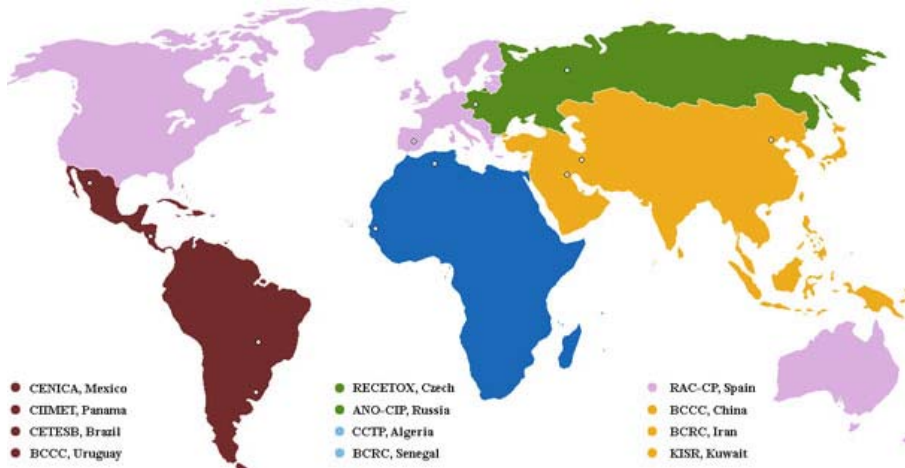 CENICA, Mexico
CIIMET, Panama
CETESB, Brazil
BCCC, Uruguay
RECETOX, Czech
ANO-CIP, Russia
CCTP, Algeria
BCRC, Senegal
RAC-CP, Spain
BCCC, China
BCRC, Iran
KISR, Kuwait